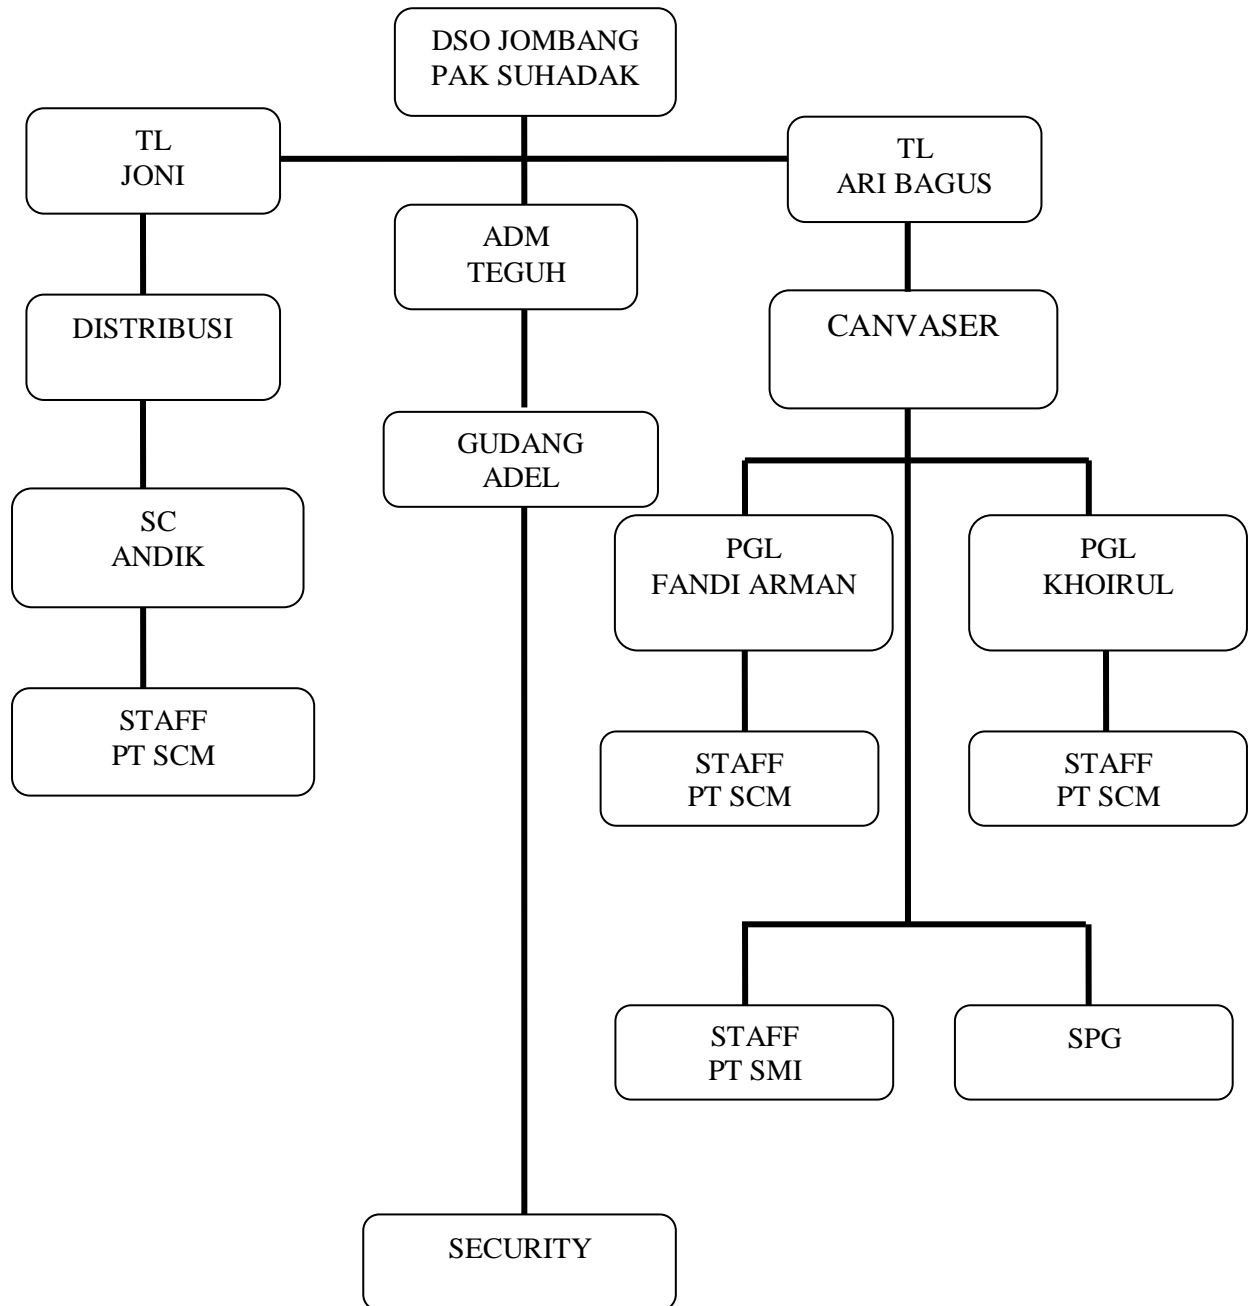 DSO JOMBANG
PAK SUHADAK
TL
JONI
TL
ARI BAGUS
ADM
TEGUH
DISTRIBUSI
CANVASER
GUDANG
ADEL
SC
ANDIK
PGL
FANDI ARMAN
PGL
KHOIRUL
STAFF
PT SCM
STAFF
PT SCM
STAFF
PT SCM
STAFF
PT SMI
SPG
SECURITY